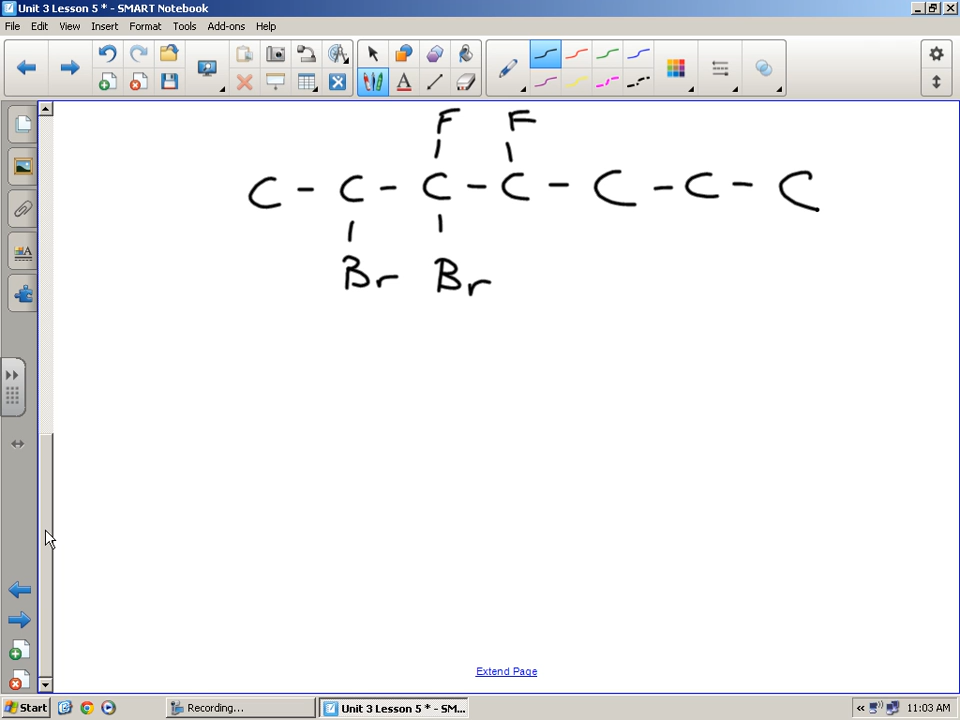 Unit 3 Lesson 5 * - SMART Notebook
File Edit View Insert Format Tools Add-ons Help
F F
C - C - C - C - C - C - C
Br Br
Extend Page
Start Recording... Unit 3 Lesson 5 * - SM... « 11:03 AM